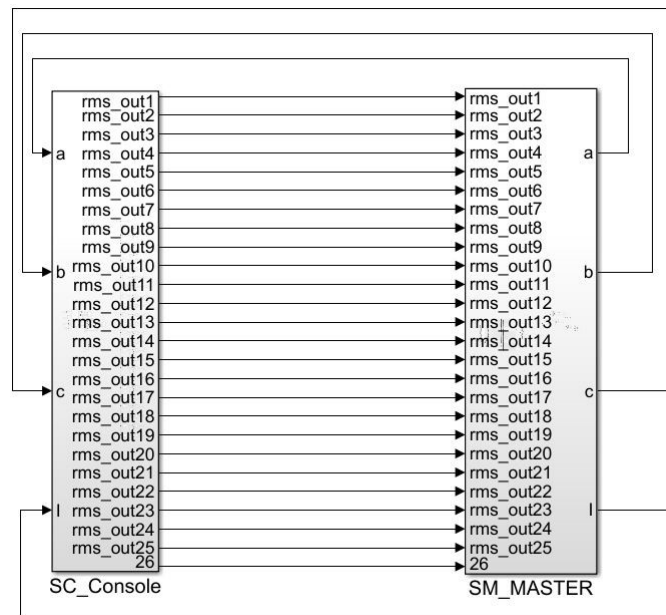 rms_out1
rms_out2
rms_out3
a rms_out4
rms_out5
rms_out6
rms_out7
rms_out8
rms_out9
b rms_out10
rms_out11
rms_out12
rms_out13
rms_out14
rms_out15
rms_out16
c rms_out17
rms_out18
rms_out19
rms_out20
rms_out21
rms_out22
I rms_out23
rms_out24
rms_out25
26
SC_Console
rms_out1
rms_out2
rms_out3
rms_out4 a
rms_out5
rms_out6
rms_out7
rms_out8
rms_out9
rms_out10 b
rms_out11
rms_out12
rms_out13
rms_out14
rms_out15
rms_out16
rms_out17 c
rms_out18
rms_out19
rms_out20
rms_out21
rms_out22
rms_out23 I
rms_out24
rms_out25
26
SM_MASTER